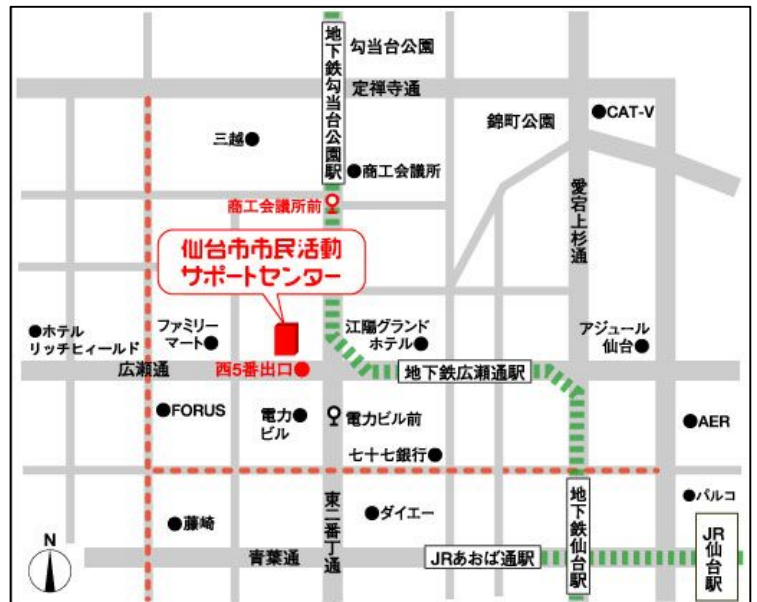 地下鉄勾当台公園駅
勾当台公園
定禅寺通
錦町公園
●CAT-V
三越●
●商工会議所
商工会議所前
愛宕上杉通
仙台市市民活動
サポートセンター
●ホテル
リッチヒィールド
ファミリー
マート●
江陽グランド
ホテル●
アジュール
仙台●
広瀬通
西5番出口●
地下鉄広瀬通駅
●FORUS
電力●
ビル
電力ビル前
●AER
七十七銀行●
地下鉄仙台駅
●パルコ
●藤崎
東二番丁通
●ダイエー
JR仙台駅
N
青葉通
JRあおば通駅